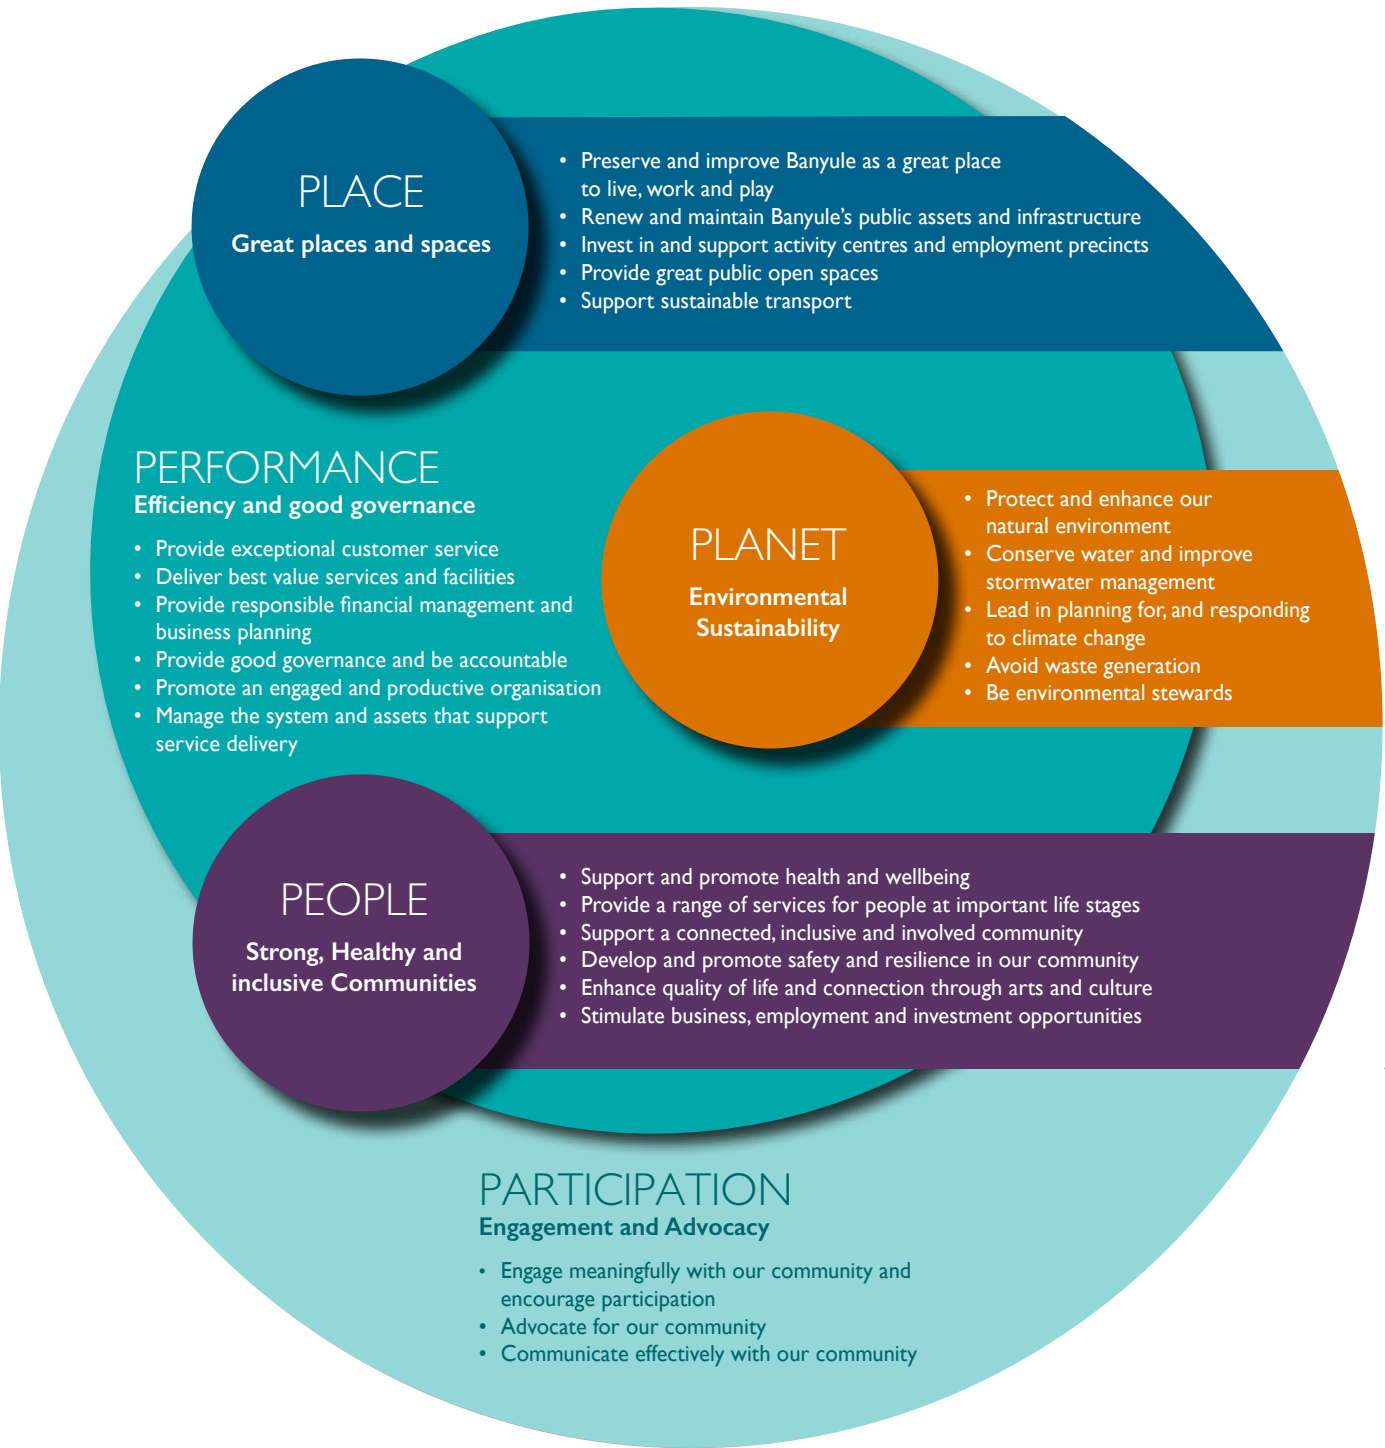 PLACE
Great places and spaces
• Preserve and improve Banyule as a great place
to live, work and play
• Renew and maintain Banyule’s public assets and infrastructure
• Invest in and support activity centres and employment precincts
• Provide great public open spaces
• Support sustainable transport
PERFORMANCE
Efficiency and good governance
• Provide exceptional customer service
• Deliver best value services and facilities
• Provide responsible financial management and
business planning
• Provide good governance and be accountable
• Promote an engaged and productive organisation
• Manage the system and assets that support
service delivery
PLANET
Environmental
Sustainability
• Protect and enhance our
natural environment
• Conserve water and improve
stormwater management
• Lead in planning for, and responding
to climate change
• Avoid waste generation
• Be environmental stewards
PEOPLE
Strong, Healthy and
inclusive Communities
• Support and promote health and wellbeing
• Provide a range of services for people at important life stages
• Support a connected, inclusive and involved community
• Develop and promote safety and resilience in our community
• Enhance quality of life and connection through arts and culture
• Stimulate business, employment and investment opportunities
PARTICIPATION
Engagement and Advocacy
• Engage meaningfully with our community and
encourage participation
• Advocate for our community
• Communicate effectively with our community